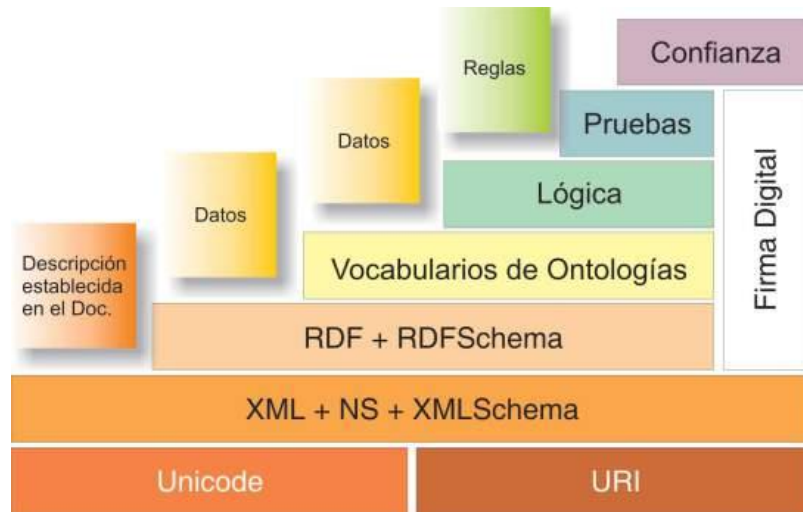 Reglas
Confianza
Datos
Pruebas
Datos
Lógica
Firma Digital
Descripción
establecida
en el Doc.
Vocabularios de Ontologías
RDF + RDFSchema
XML + NS + XMLSchema
Unicode
URI